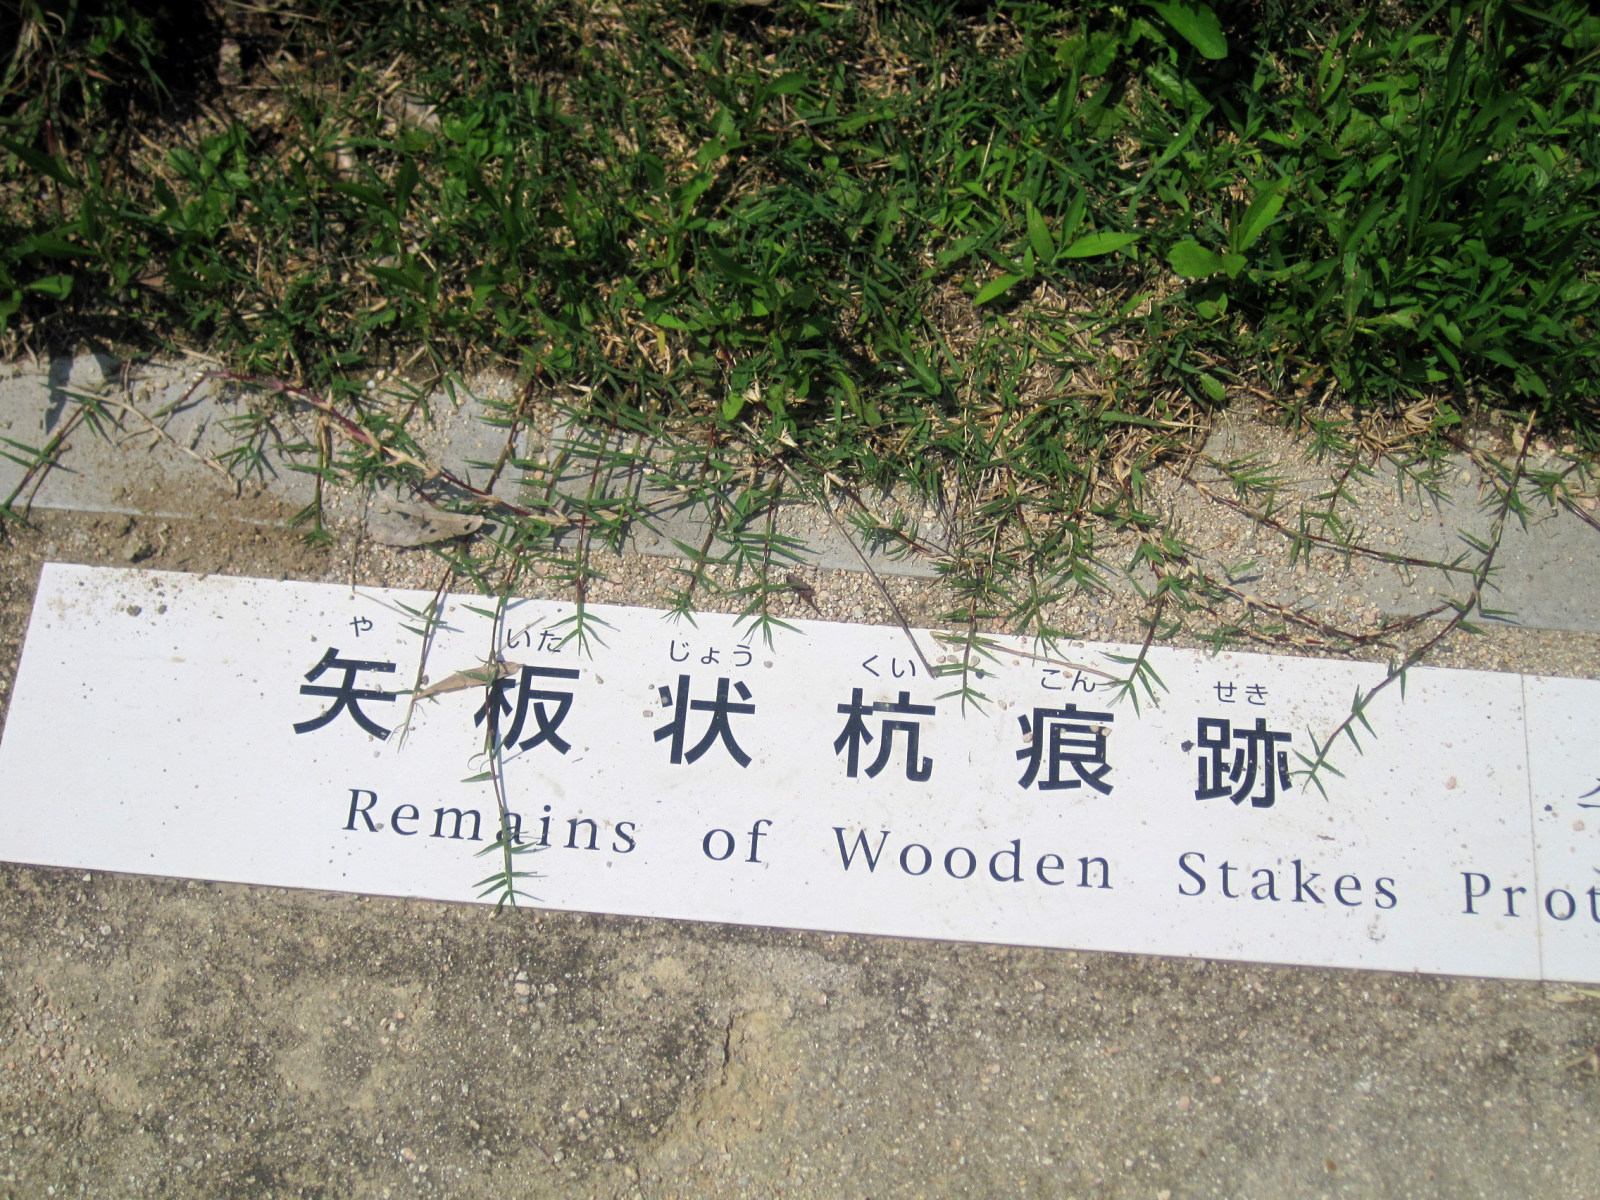 や いた じょう くい こん せき
矢板状杭痕跡
Remains of Wooden Stakes